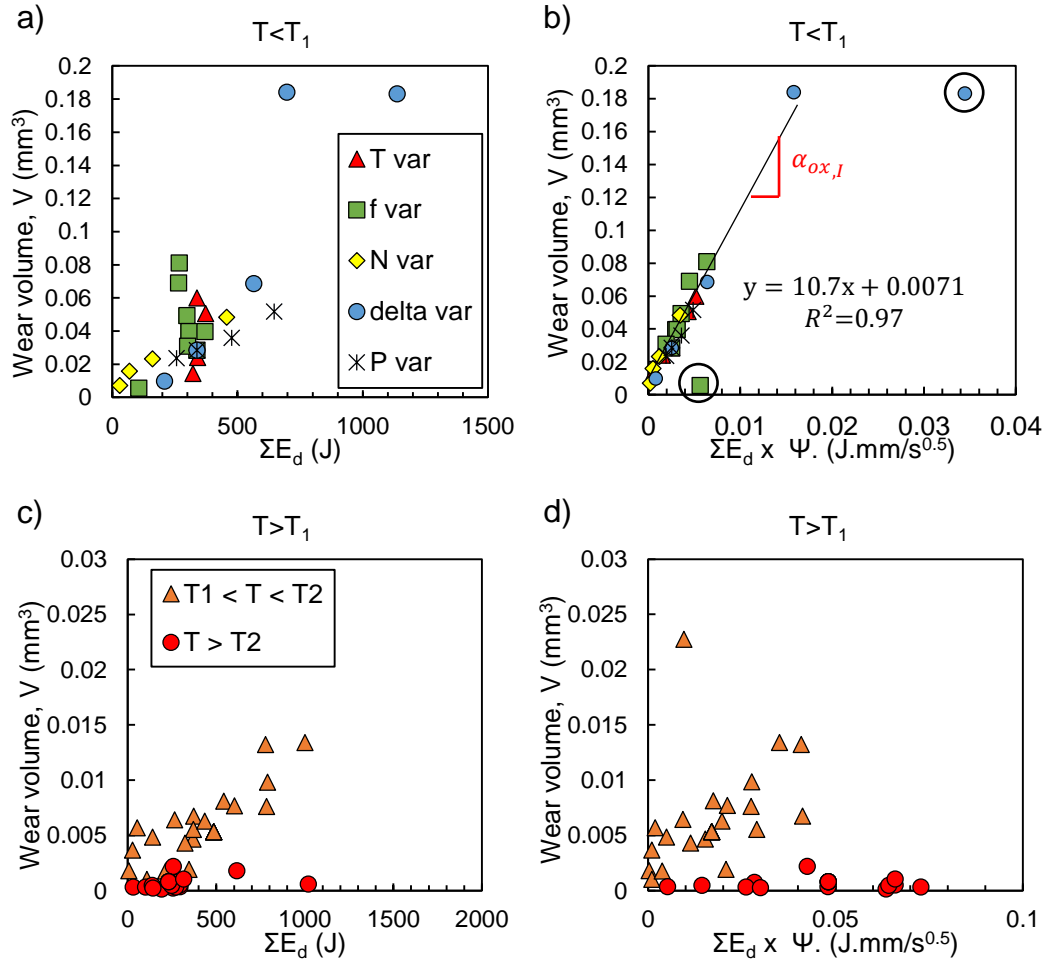 a)
T<T1
Wear volume, V (mm3)
0.2
0.18
0.16
0.14
0.12
0.1
0.08
0.06
0.04
0.02
0
T var
f var
N var
delta var
P var
0
500
1000
1500
ΣEd (J)
b)
T<T1
Wear volume, V (mm3)
0.2
0.18
0.16
0.14
0.12
0.1
0.08
0.06
0.04
0.02
0
αox,I
y = 10.7x + 0.0071
R2=0.97
0
0.01
0.02
0.03
0.04
ΣEd x Ψ. (J.mm/s0.5)
c)
T>T1
Wear volume, V (mm3)
0.03
0.025
0.02
0.015
0.01
0.005
0
T1 < T < T2
T > T2
0
500
1000
1500
2000
ΣEd (J)
d)
T>T1
Wear volume, V (mm3)
0.03
0.025
0.02
0.015
0.01
0.005
0
0
0.05
0.1
ΣEd x Ψ. (J.mm/s0.5)